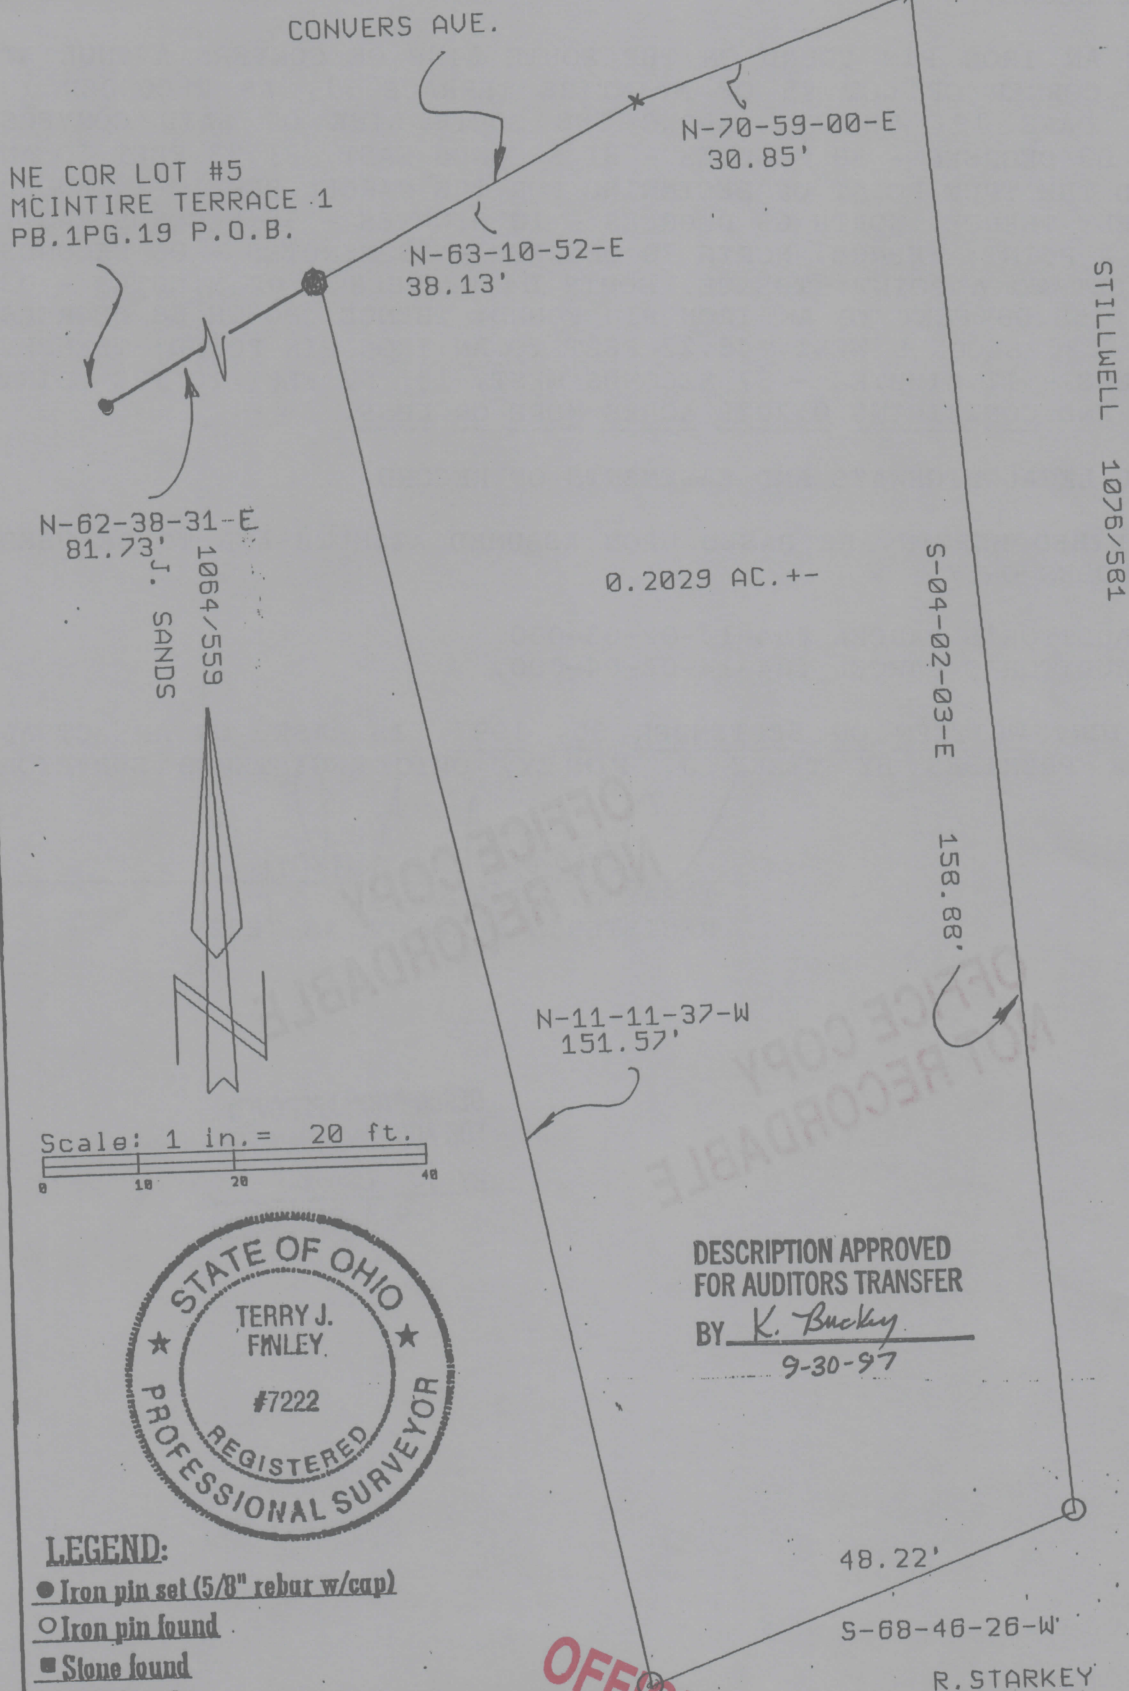 CONVERS AVE.
N-70-59-00-E
30.85'
NE COR LOT #5
MCINTIRE TERRACE 1
PB.1PG.19 P.O.B.
N-63-10-52-E
38.13'
STILLWELL 1076/581
N-62-38-31-E
81.73'
J. SANDS
1064/559
0.2029 AC.+-
S-04-02-03-E 158.88'
OFFICE COPY
NOT RECORDABLE
OFFICE COPY
NOT RECORDABLE
N-11-11-37-W
151.57'
N
Scale: 1 in.= 20 ft.
0 10 20 40
STATE OF OHIO
TERRY J.
FINLEY
#7222
REGISTERED
PROFESSIONAL SURVEYOR
DESCRIPTION APPROVED
FOR AUDITORS TRANSFER
BY K. Buckey
9-30-97
LEGEND:
Iron pin set (5/8" rebar w/cap)
Iron pin found
Stone found
48.22'
S-68-46-26-W
R.STARKEY